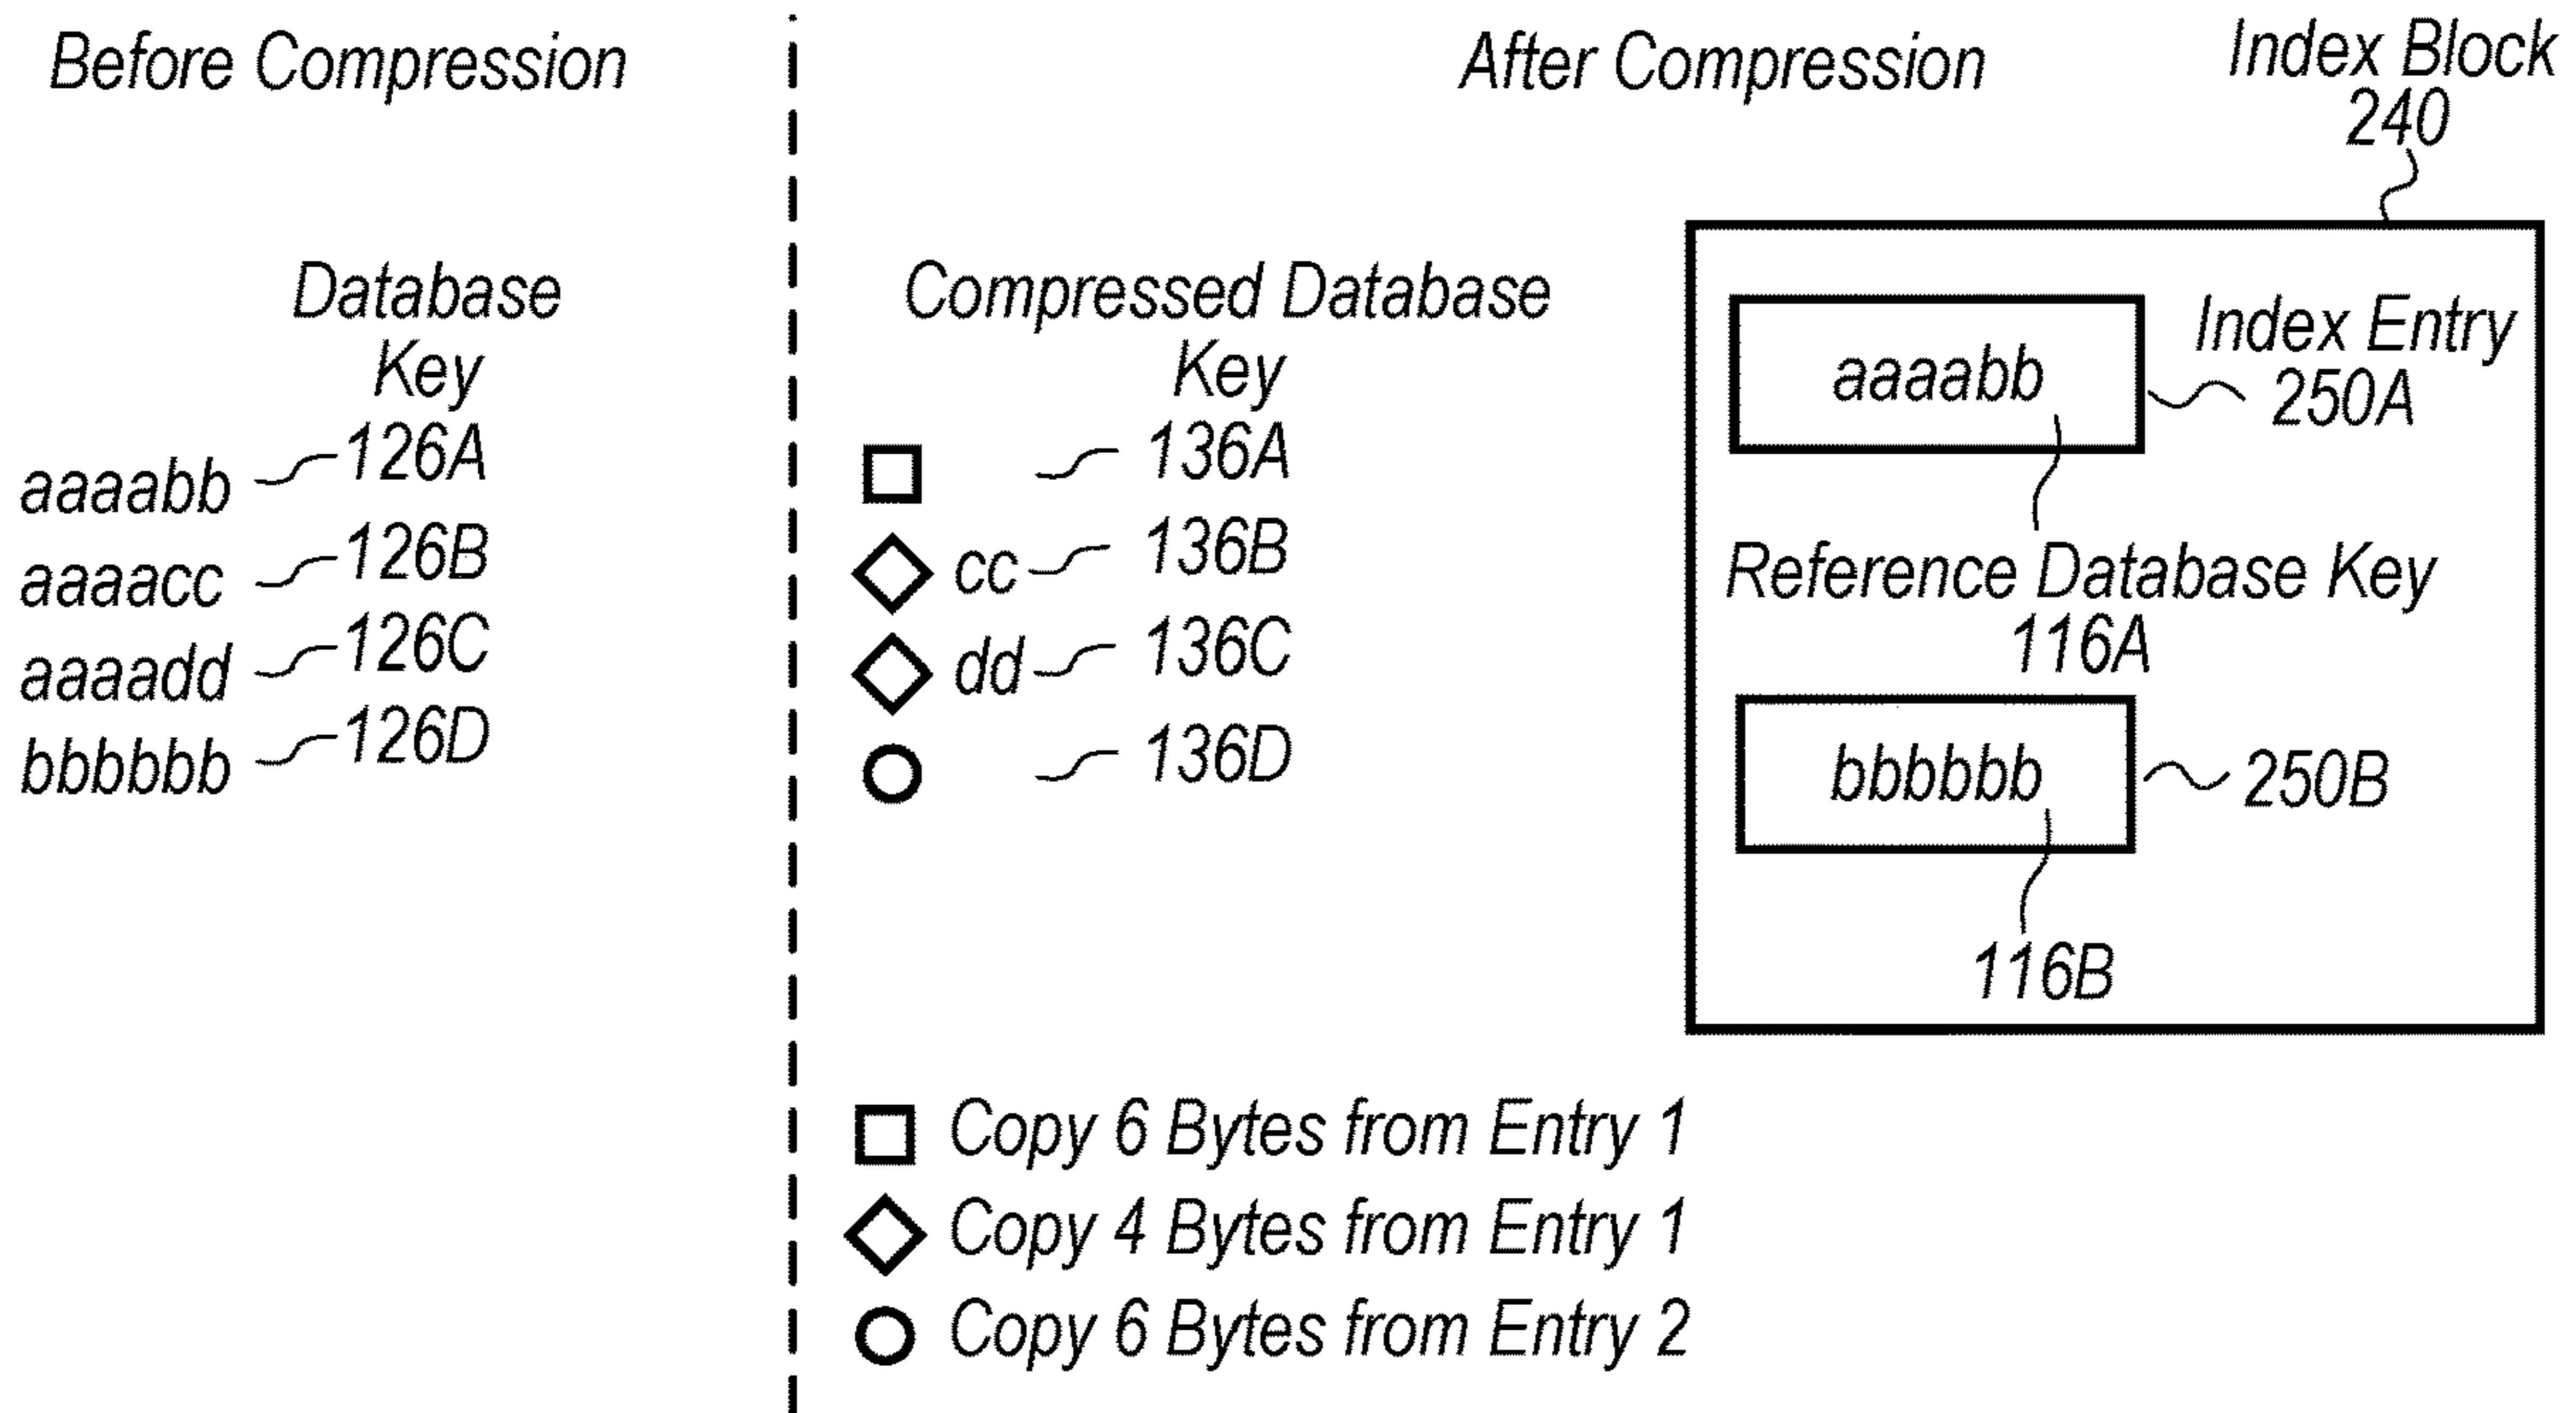 Before Compression
After Compression
Index Block
240
Database
Key
aaaabb 126A
aaaacc 126B
aaaadd 126C
bbbbbb 126D
Compressed Database
Key
136A
cc 136B
dd 136C
136D
aaaabb
Index Entry
250A
Reference Database Key
116A
bbbbbb
250B
116B
Copy 6 Bytes from Entry 1
Copy 4 Bytes from Entry 1
Copy 6 Bytes from Entry 2